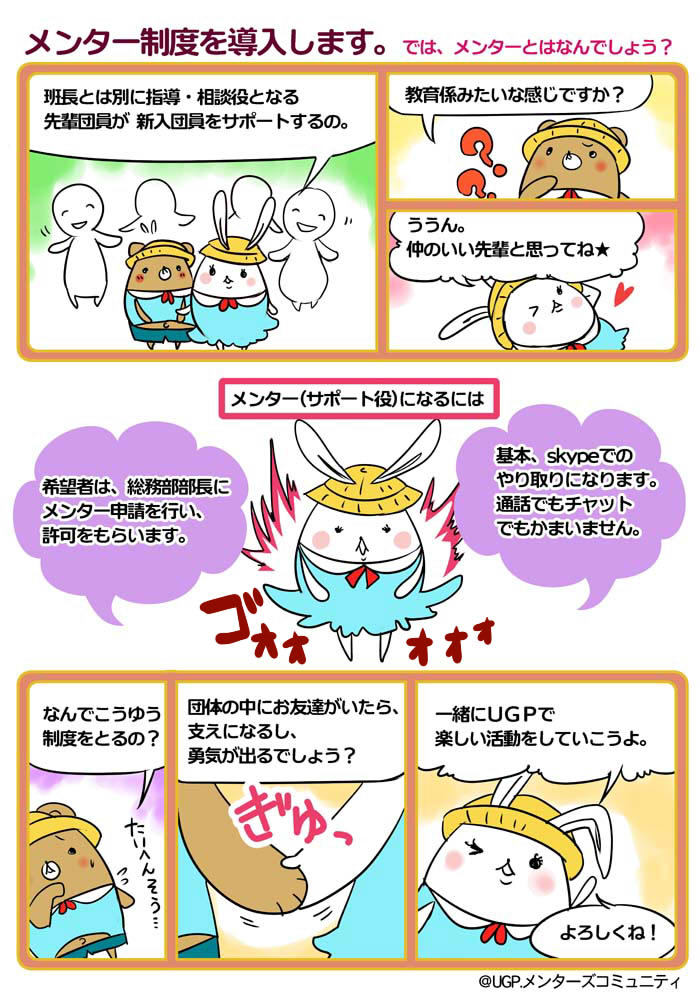 メンター制度を導入します。では、メンターとはなんでしょう？
班長とは別に指導・相談役となる
先輩団員が 新入団員をサポートするの。
教育係みたいな感じですか？
？？
ううん。
仲のいい先輩と思ってね★
メンター（サポート役）になるには
希望者は、総務部部長に
メンター申請を行い、
許可をもらいます。
基本、skypeでの
やり取りになります。
通話でもチャット
でもかまいません。
ゴォォォォォ
なんでこうゆう
制度をとるの？
たいへんそう…
団体の中にお友達がいたら、
支えになるし、
勇気が出るでしょう？
ぎゅっ
一緒にＵＧＰで
楽しい活動をしていこうよ。
よろしくね！
@UGP.メンターズコミュニティ